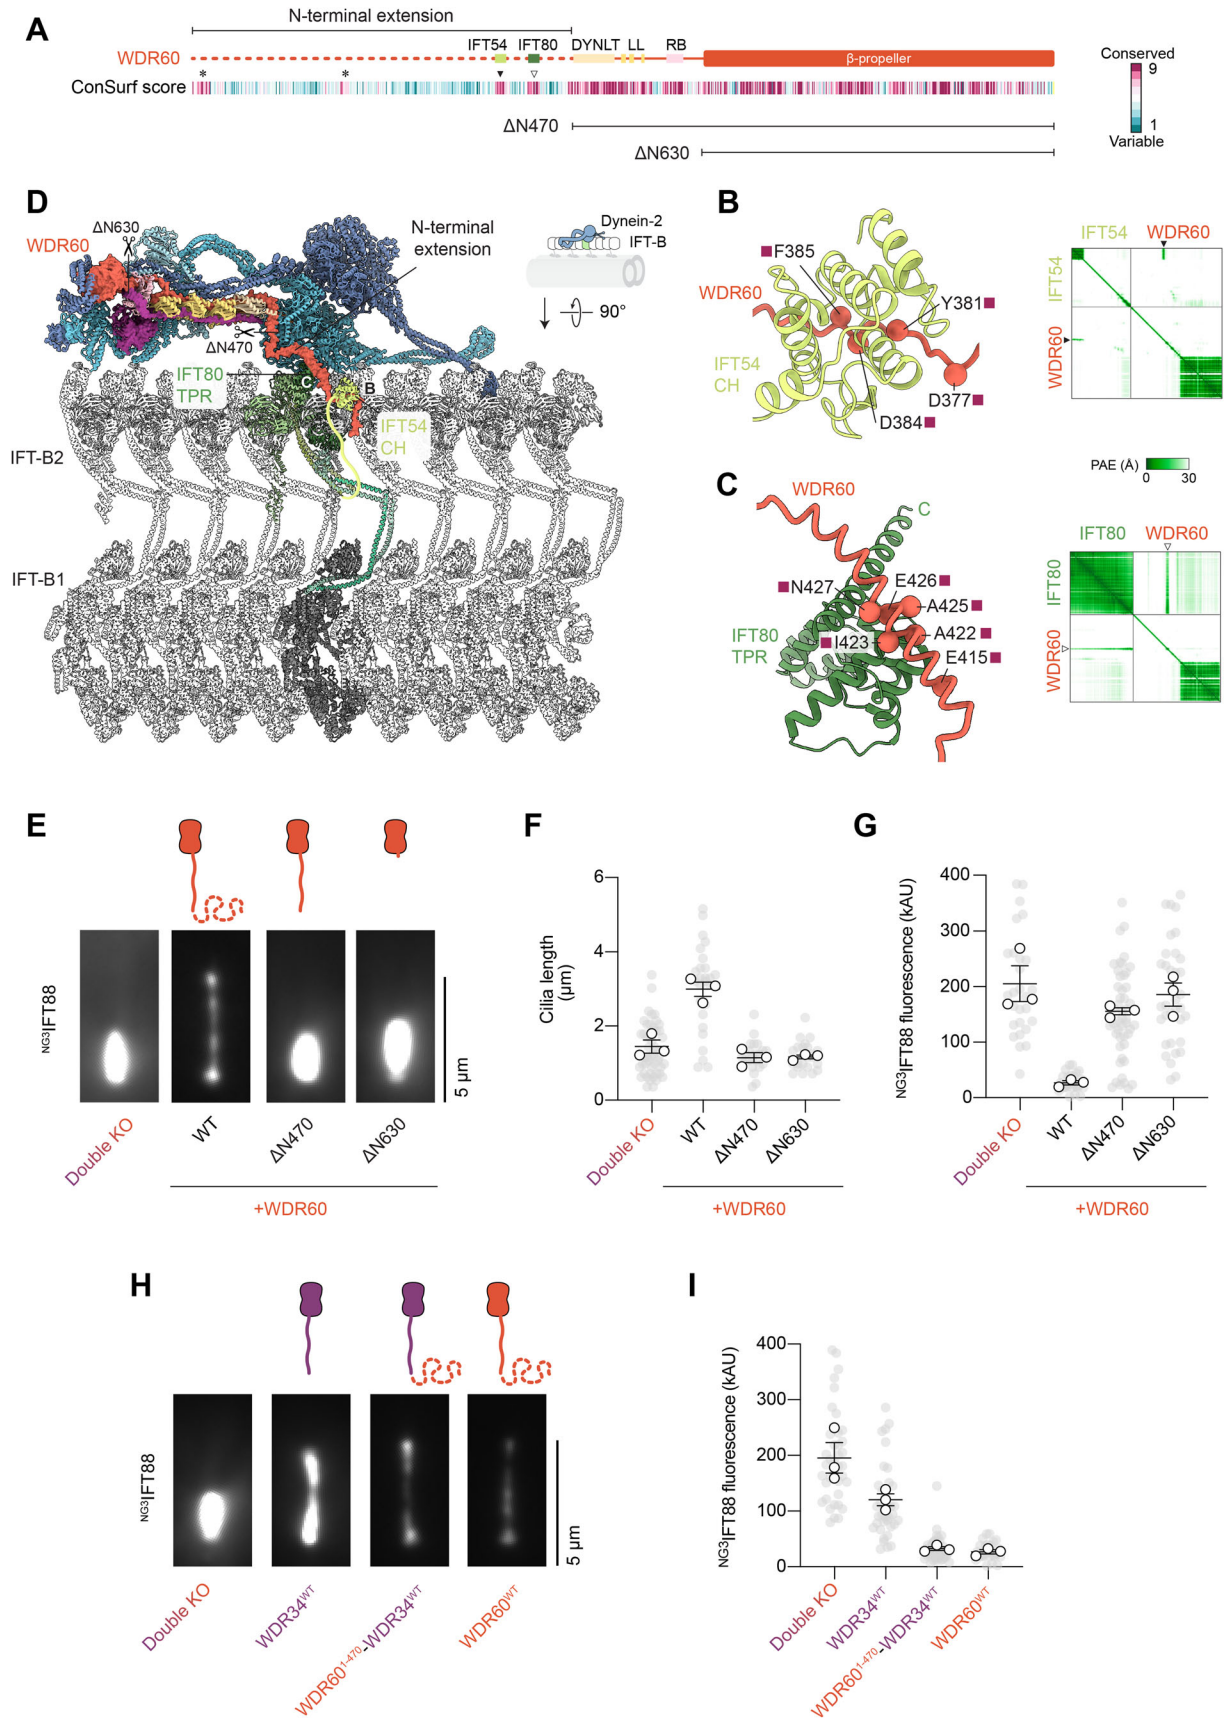 A
N-terminal extension
IFT54 IFT80 DYNLT LL RB
WDR60
β-propeller
* *
ConSurf score
Conserved
9
1
Variable
ΔN470
ΔN630
D
ΔN630
WDR60
N-terminal
extension
Dynein-2
IFT-B
90°
ΔN470
IFT80
TPR
C
B
IFT54
CH
IFT-B2
IFT-B1
B
F385
WDR60
Y381
IFT54
CH
D377
D384
IFT54 WDR60
IFT54
WDR60
PAE (Å)
0 30
C
WDR60
C
N427
E426
A425
IFT80
TPR
I423
A422
E415
IFT80 WDR60
IFT80
WDR60
E
NG3IFT88
5 µm
Double KO
WT
ΔN470
ΔN630
+WDR60
F
Cilia length
(µm)
6
4
2
0
Double KO
WT
ΔN470
ΔN630
+WDR60
G
NG3IFT88 fluorescence (kAU)
400
300
200
100
0
Double KO
WT
ΔN470
ΔN630
+WDR60
H
NG3IFT88
5 µm
Double KO
WDR34WT
WDR601-470-WDR34WT
WDR60WT
I
NG3IFT88 fluorescence (kAU)
400
300
200
100
0
Double KO
WDR34WT
WDR601-470-WDR34WT
WDR60WT